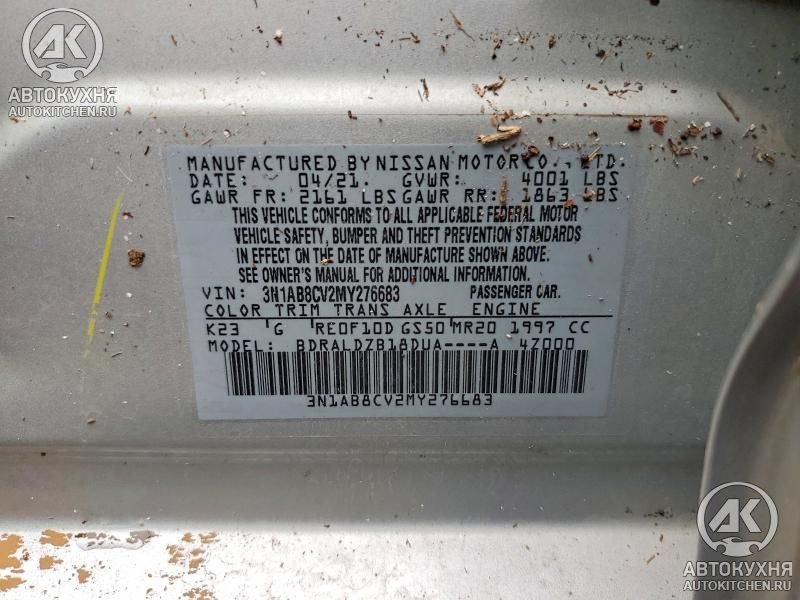 АК
АВТОКУХНЯ
AUTOKITCHEN.RU
MANUFACTURED BY NISSAN MOTOR CO., LTD.
DATE: 04/21. GVWR: 4001 LBS
GAWR FR: 2161 LBS GAWR RR: 1863 LBS
THIS VEHICLE CONFORMS TO ALL APPLICABLE FEDERAL MOTOR
VEHICLE SAFETY, BUMPER AND THEFT PREVENTION STANDARDS
IN EFFECT ON THE DATE OF MANUFACTURE SHOWN ABOVE.
SEE OWNER'S MANUAL FOR ADDITIONAL INFORMATION.
VIN: 3N1AB8CV2MY276683 PASSENGER CAR.
COLOR TRIM TRANS AXLE ENGINE
K23 G RE0F10D GS50 MR20 1997 CC
MODEL: BDRALDZB18DUA----A 4Z000
3N1AB8CV2MY276683
АК
АВТОКУХНЯ
AUTOKITCHEN.RU